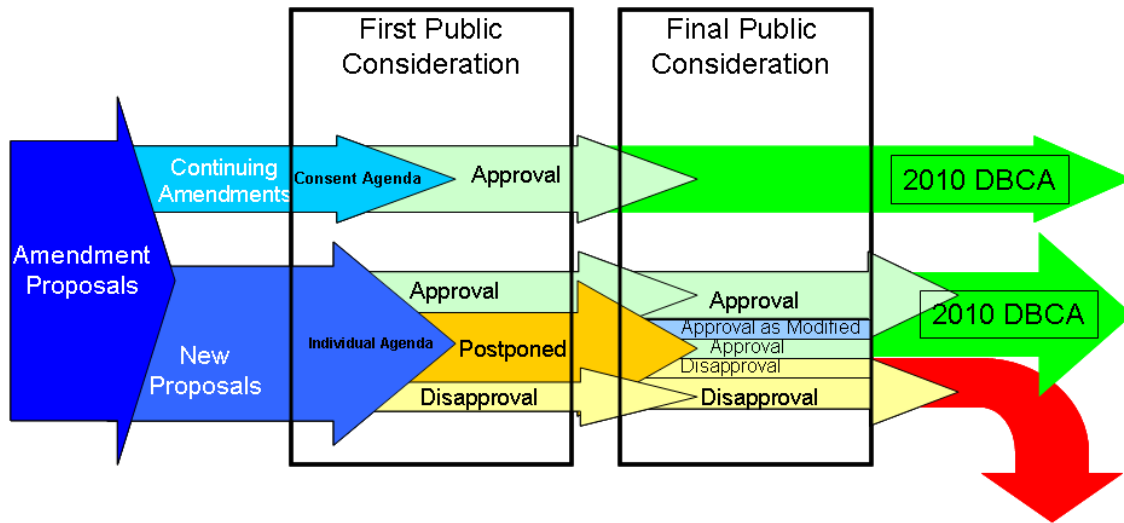 First Public
Consideration
Final Public
Consideration
Continuing
Amendments
Consent Agenda
Approval
2010 DBCA
Amendment
Proposals
New
Proposals
Individual Agenda
Approval
Postponed
Disapproval
Approval
Approval as Modified
Approval
Disapproval
Disapproval
2010 DBCA